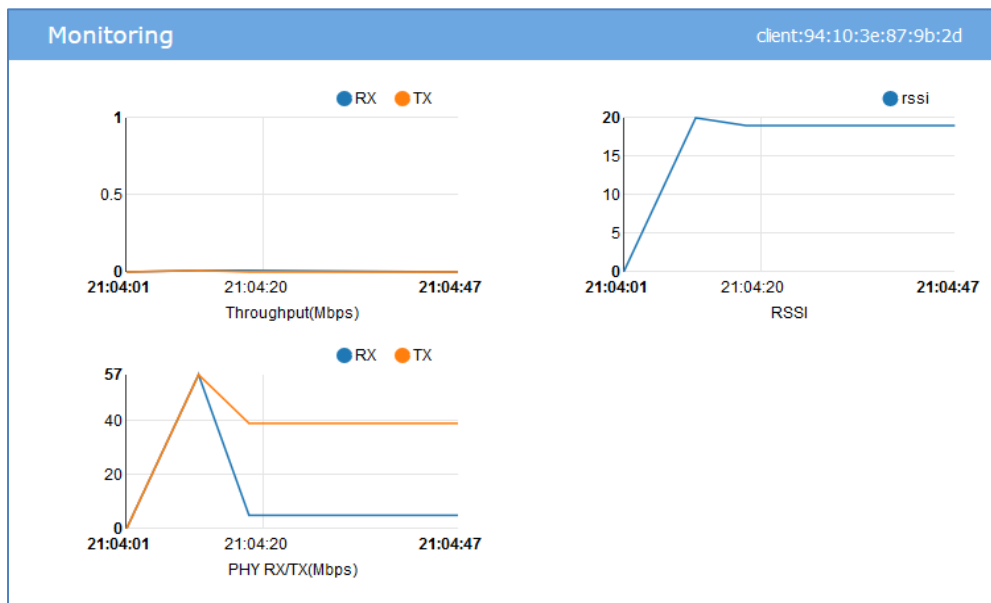 Monitoring
client:94:10:3e:87:9b:2d
RX TX
1
0.5
0
21:04:01 21:04:20 21:04:47
Throughput(Mbps)
rssi
20
15
10
5
0
21:04:01 21:04:20 21:04:47
RSSI
RX TX
57
40
20
0
21:04:01 21:04:20 21:04:47
PHY RX/TX(Mbps)